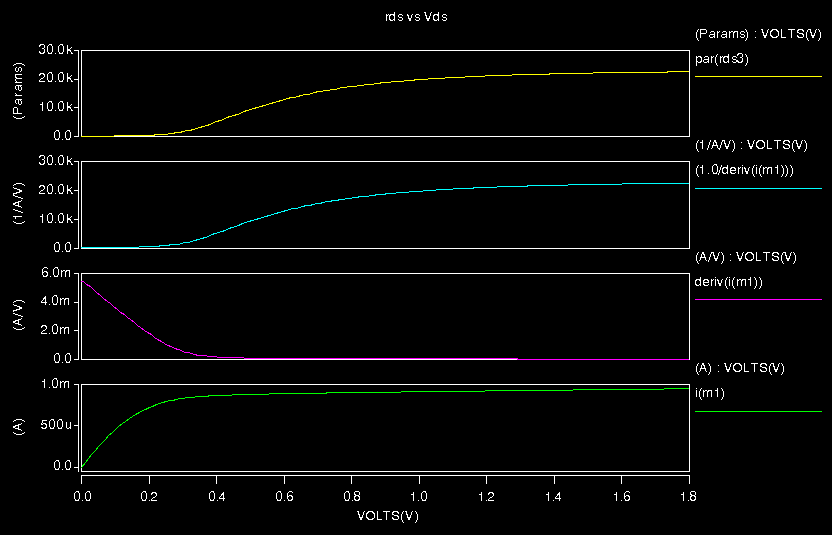 rds vs Vds
(Params) : VOLTS(V)
par(rds3)
30.0k
20.0k
10.0k
0.0
(Params)
(1/A/V) : VOLTS(V)
(1.0/deriv(i(m1)))
30.0k
20.0k
10.0k
0.0
(1/A/V)
(A/V) : VOLTS(V)
deriv(i(m1))
6.0m
4.0m
2.0m
0.0
(A/V)
(A) : VOLTS(V)
i(m1)
1.0m
500u
0.0
(A)
0.0 0.2 0.4 0.6 0.8 1.0 1.2 1.4 1.6 1.8
VOLTS(V)